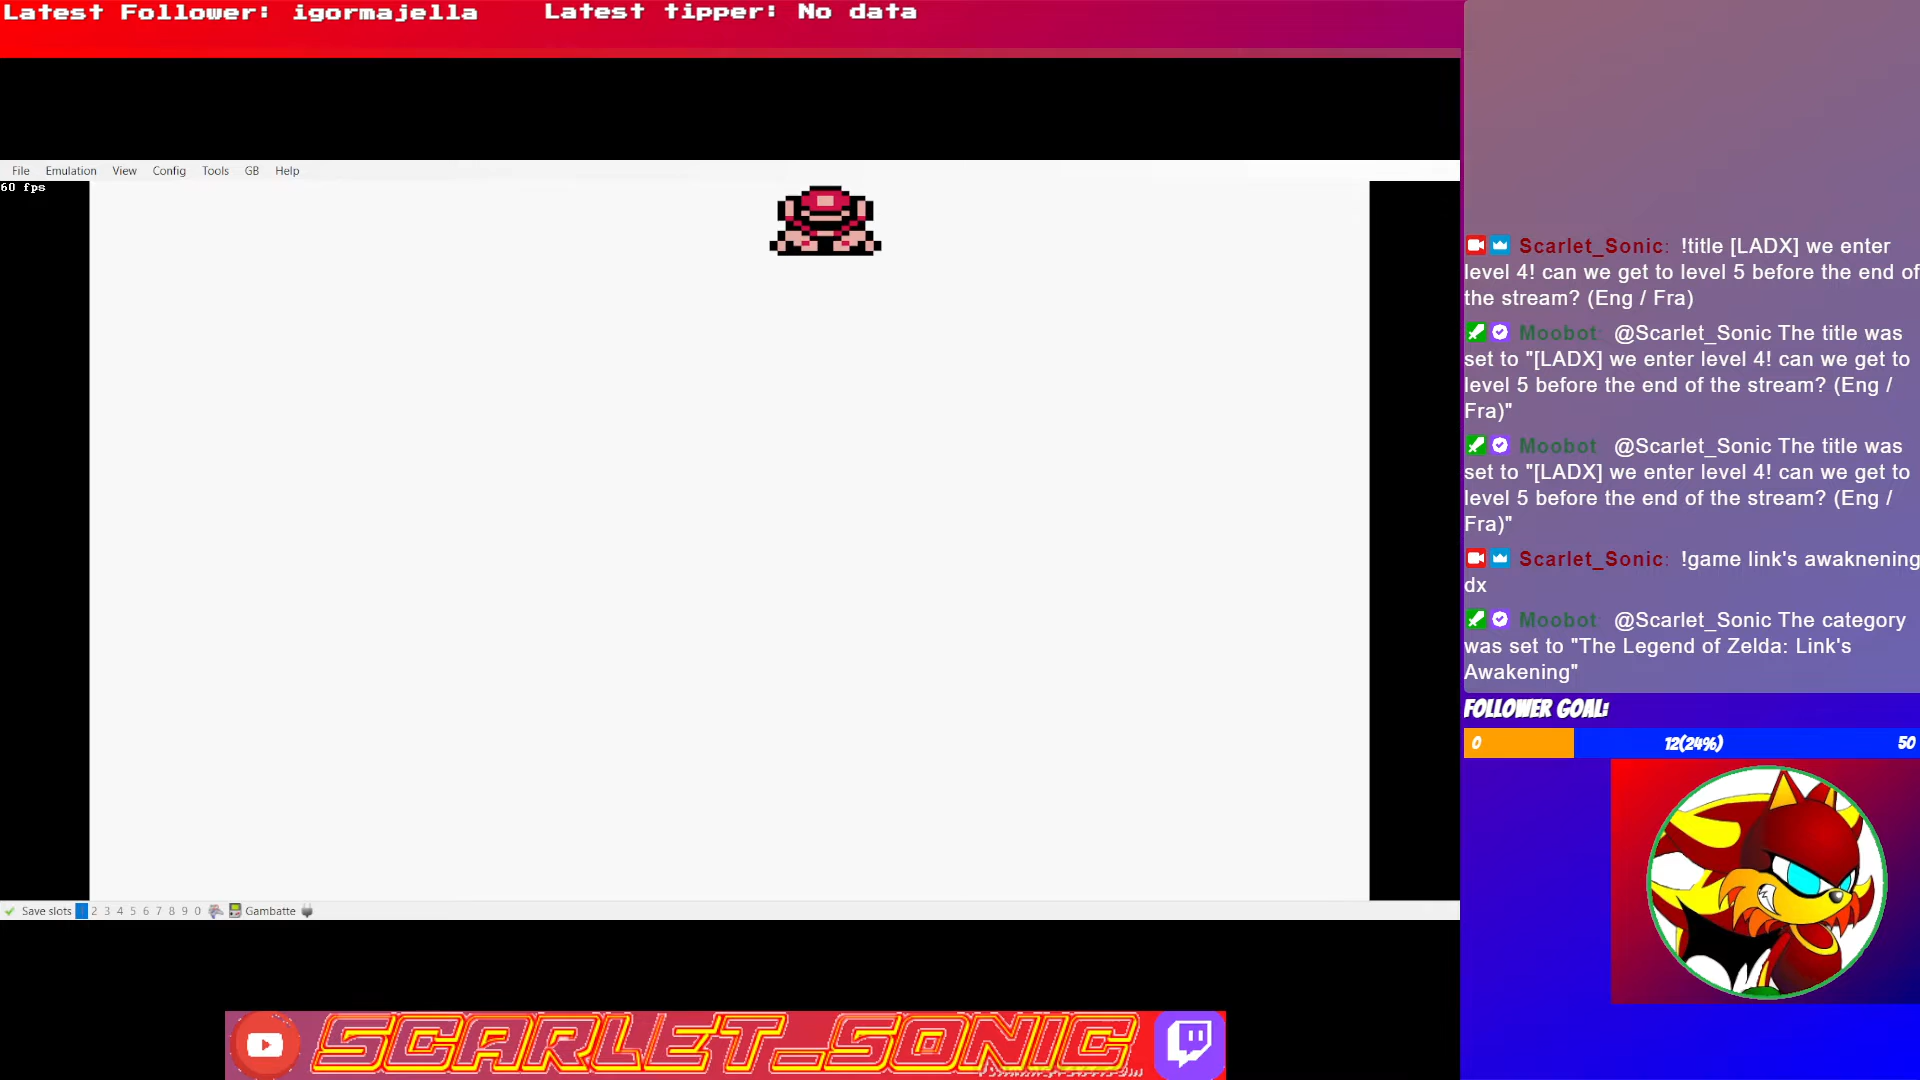 Latest Follower: igormajella Latest tipper: No data
File Emulation View Config Tools GB Help
60 fps
Scarlet_Sonic: !title [LADX] we enter
level 4! can we get to level 5 before the end of
the stream? (Eng / Fra)
Moobot: @Scarlet_Sonic The title was
set to "[LADX] we enter level 4! can we get to
level 5 before the end of the stream? (Eng /
Fra)"
Moobot @Scarlet_Sonic The title was
set to "[LADX] we enter level 4! can we get to
level 5 before the end of the stream? (Eng /
Fra)"
Scarlet_Sonic: !game link's awaknening
dx
Moobot @Scarlet_Sonic The category
was set to "The Legend of Zelda: Link's
Awakening"
FOLLOWER GOAL:
0 12(24%) 50
Save slots 2 3 4 5 6 7 8 9 0 Gambatte
SCARLET_SONIC